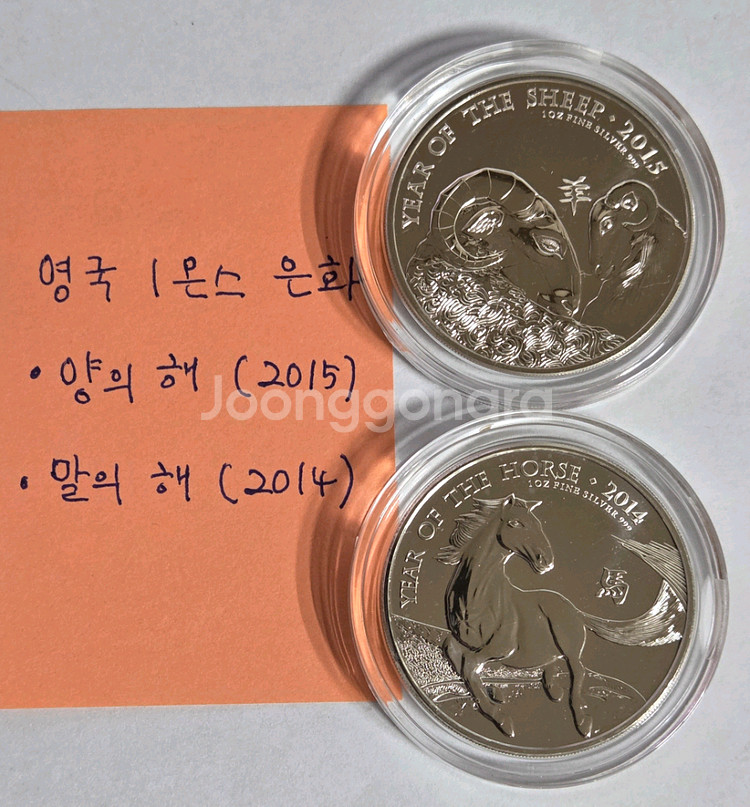 영국 1온스 은화
• 양의 해 (2015)
• 말의 해 (2014)
YEAR OF THE SHEEP • 2015
1OZ FINE SILVER 999
羊
Joonggonara
YEAR OF THE HORSE • 2014
1OZ FINE SILVER 999
馬